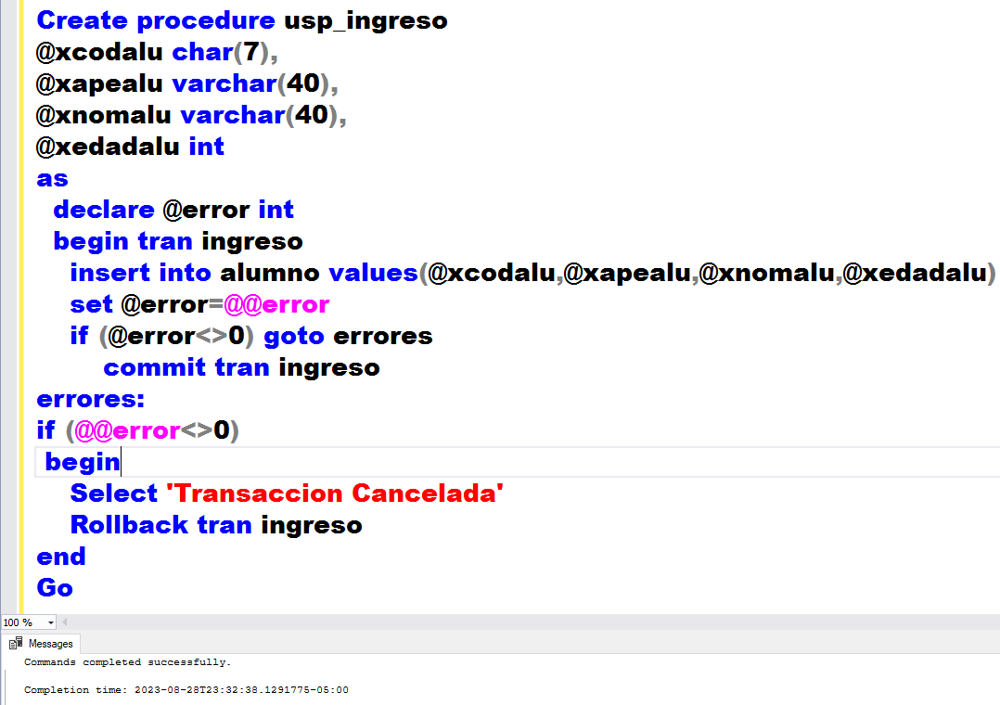 Create procedure usp_ingreso
@xcodalu char(7),
@xapealu varchar(40),
@xnomalu varchar(40),
@xedadalu int
as
declare @error int
begin tran ingreso
insert into alumno values(@xcodalu,@xapealu,@xnomalu,@xedadalu)
set @error=@@error
if (@error<>0) goto errores
commit tran ingreso
errores:
if (@@error<>0)
begin
Select 'Transaccion Cancelada'
Rollback tran ingreso
end
Go
100 %
Messages
Commands completed successfully.
Completion time: 2023-08-28T23:32:38.1291775-05:00